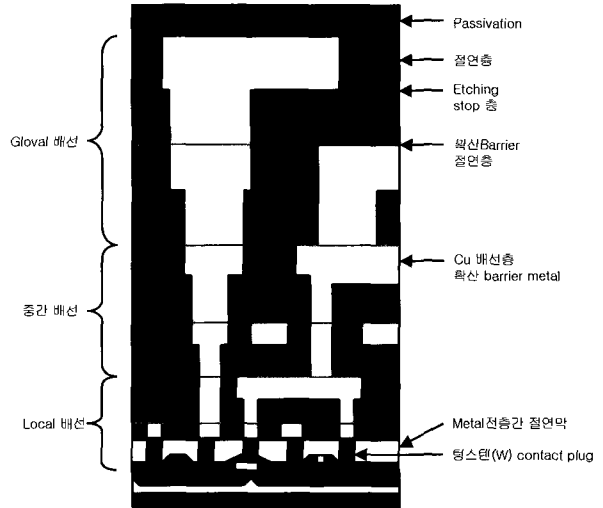 Passivation
절연층
Etching
stop 층
Gloval 배선
확산Barrier
절연층
Cu 배선층
확산 barrier metal
중간 배선
Local 배선
Metal전층간 절연막
텅스텐(W) contact plug